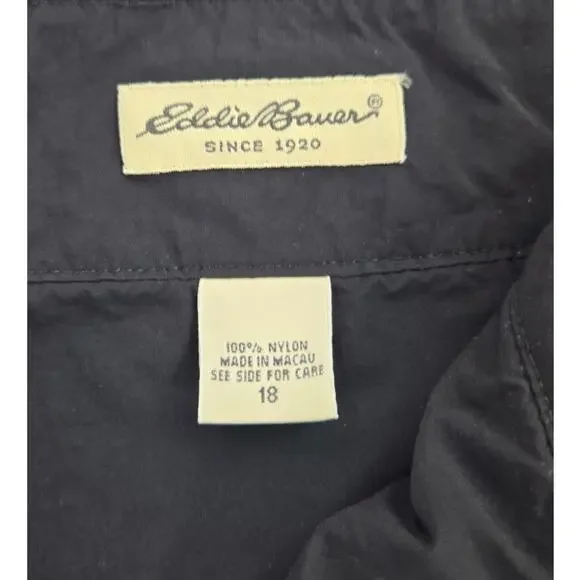 Eddie Bauer®
SINCE 1920
100% NYLON
MADE IN MACAU
SEE SIDE FOR CARE
18